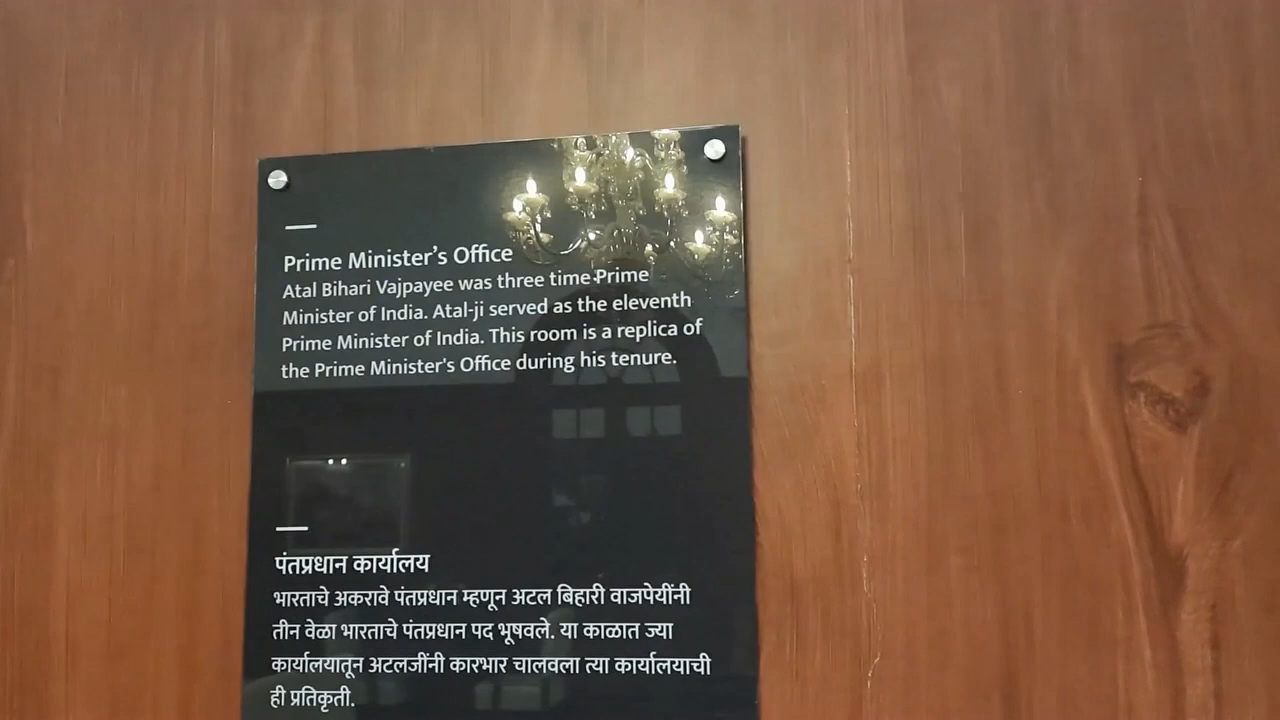 Prime Minister's Office
Atal Bihari Vajpayee was three time Prime
Minister of India. Atal-ji served as the eleventh
Prime Minister of India. This room is a replica of
the Prime Minister's Office during his tenure.
पंतप्रधान कार्यालय
भारताचे अकरावे पंतप्रधान म्हणून अटल बिहारी वाजपेयींनी
तीन वेळा भारताचे पंतप्रधान पद भूषवले. या काळात ज्या
कार्यालयातून अटलजींनी कारभार चालवला त्या कार्यालयाची
ही प्रतिकृती.